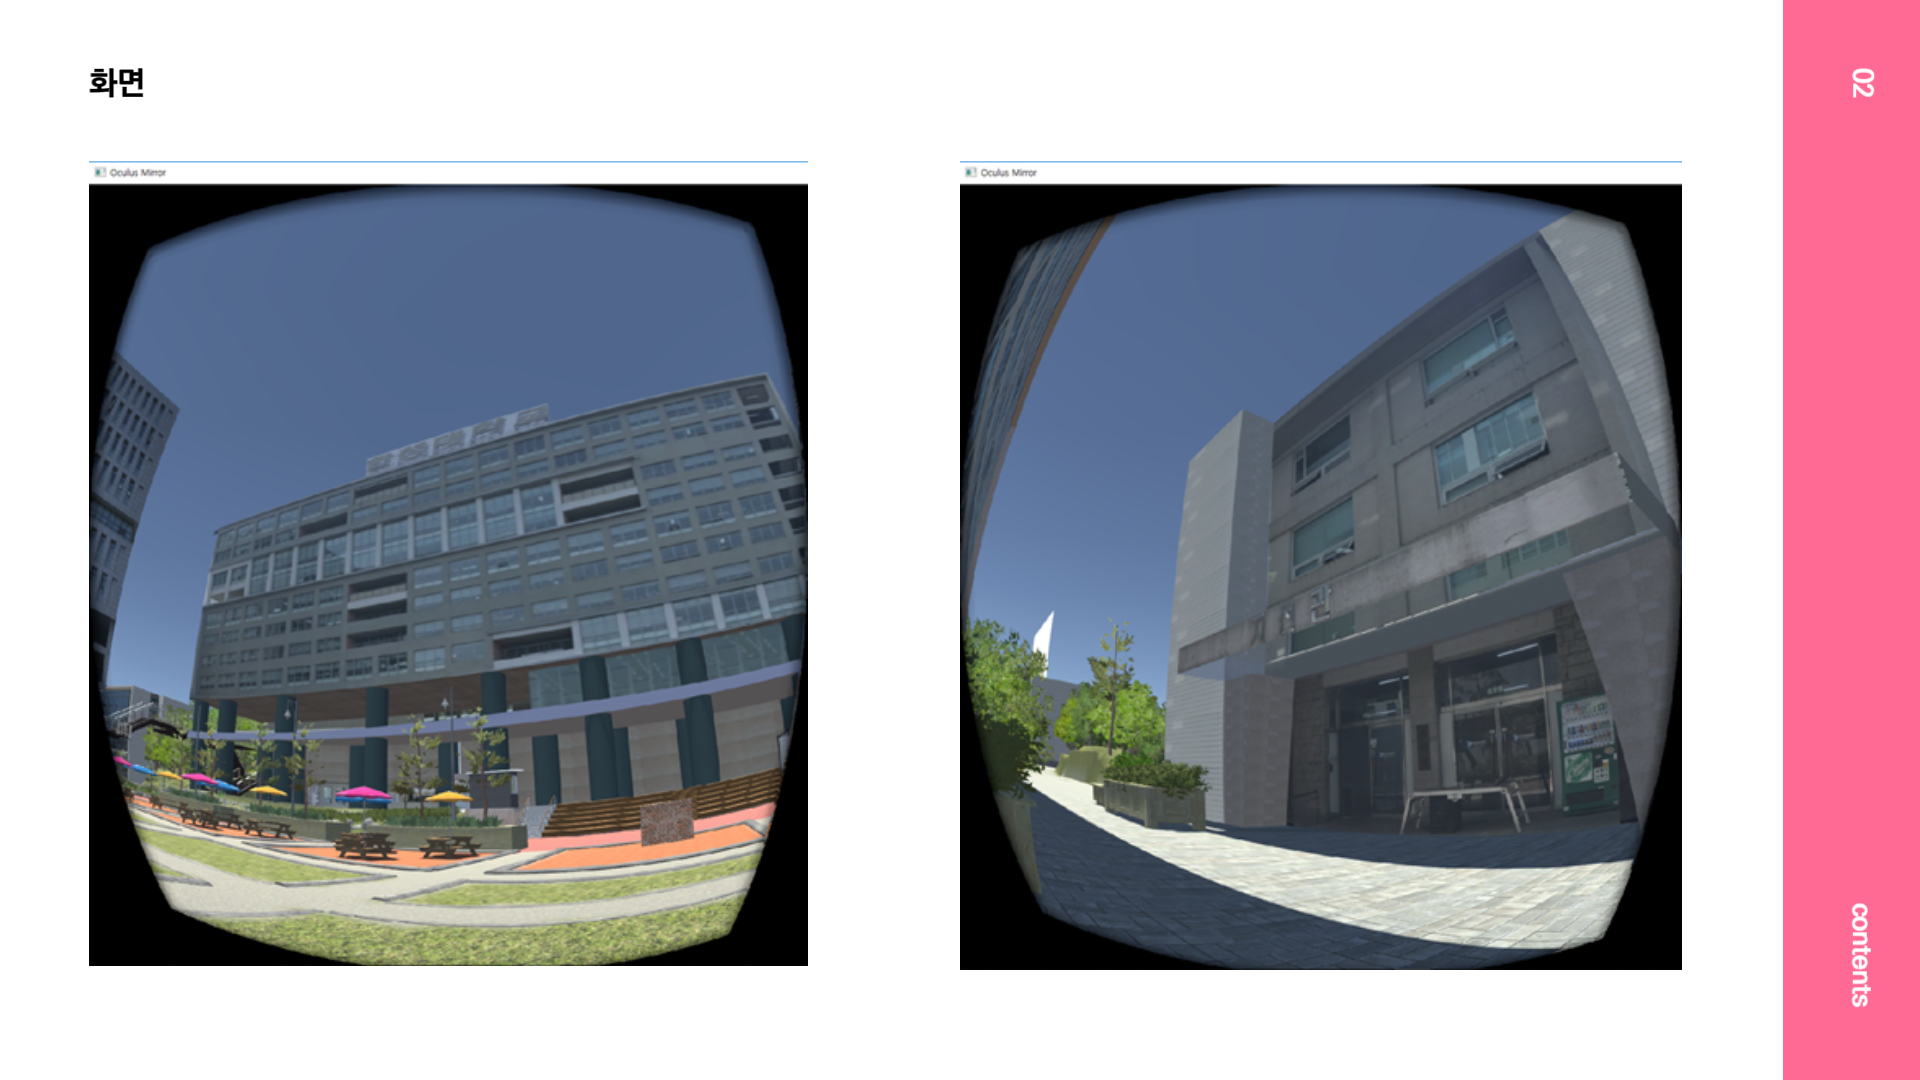 화면
Oculus Mirror
Oculus Mirror
02
contents